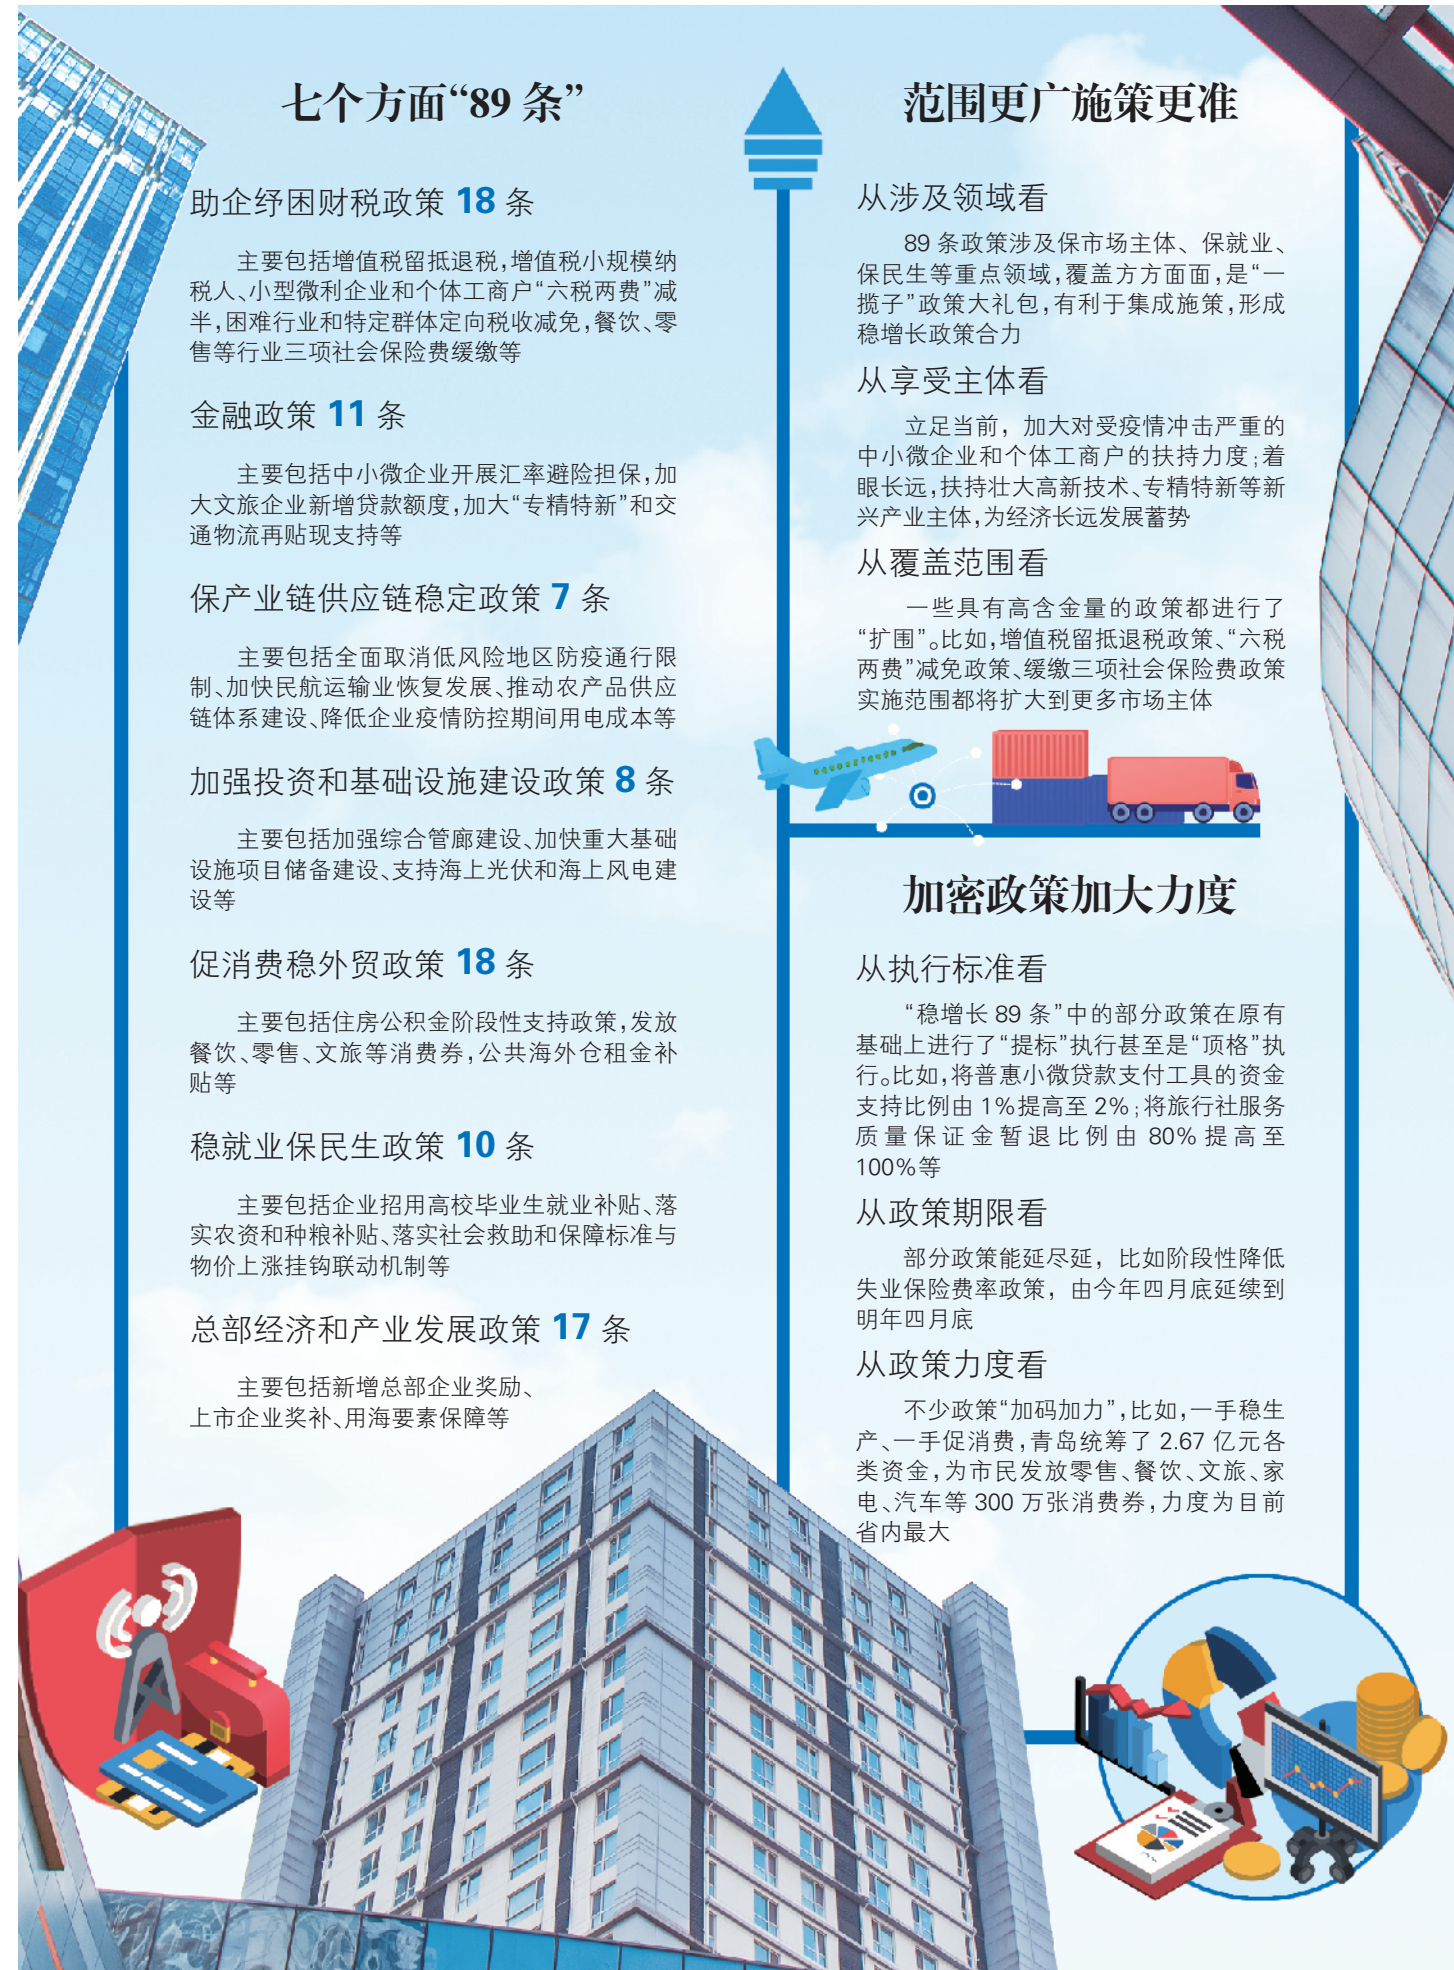 七个方面“89 条”
助企纾困财税政策 18 条
主要包括增值税留抵退税,增值税小规模纳
税人、小型微利企业和个体工商户“六税两费”减
半,困难行业和特定群体定向税收减免,餐饮、零
售等行业三项社会保险费缓缴等
金融政策 11 条
主要包括中小微企业开展汇率避险担保,加
大文旅企业新增贷款额度,加大“专精特新”和交
通物流再贴现支持等
保产业链供应链稳定政策 7 条
主要包括全面取消低风险地区防疫通行限
制、加快民航运输业恢复发展、推动农产品供应
链体系建设、降低企业疫情防控期间用电成本等
加强投资和基础设施建设政策 8 条
主要包括加强综合管廊建设、加快重大基础
设施项目储备建设、支持海上光伏和海上风电建
设等
促消费稳外贸政策 18 条
主要包括住房公积金阶段性支持政策,发放
餐饮、零售、文旅等消费券,公共海外仓租金补
贴等
稳就业保民生政策 10 条
主要包括企业招用高校毕业生就业补贴、落
实农资和种粮补贴、落实社会救助和保障标准与
物价上涨挂钩联动机制等
总部经济和产业发展政策 17 条
主要包括新增总部企业奖励、
上市企业奖补、用海要素保障等
范围更广施策更准
从涉及领域看
89 条政策涉及保市场主体、保就业、
保民生等重点领域,覆盖方方面面,是“一
揽子”政策大礼包,有利于集成施策,形成
稳增长政策合力
从享受主体看
立足当前，加大对受疫情冲击严重的
中小微企业和个体工商户的扶持力度;着
眼长远,扶持壮大高新技术、专精特新等新
兴产业主体,为经济长远发展蓄势
从覆盖范围看
一些具有高含金量的政策都进行了
“扩围”。比如,增值税留抵退税政策、“六税
两费”减免政策、缓缴三项社会保险费政策
实施范围都将扩大到更多市场主体
加密政策加大力度
从执行标准看
“稳增长 89 条”中的部分政策在原有
基础上进行了“提标”执行甚至是“顶格”执
行。比如,将普惠小微贷款支付工具的资金
支持比例由 1%提高至 2%;将旅行社服务
质量保证金暂退比例由 80% 提高至
100%等
从政策期限看
部分政策能延尽延，比如阶段性降低
失业保险费率政策，由今年四月底延续到
明年四月底
从政策力度看
不少政策“加码加力”,比如,一手稳生
产、一手促消费,青岛统筹了 2.67 亿元各
类资金,为市民发放零售、餐饮、文旅、家
电、汽车等 300 万张消费券,力度为目前
省内最大